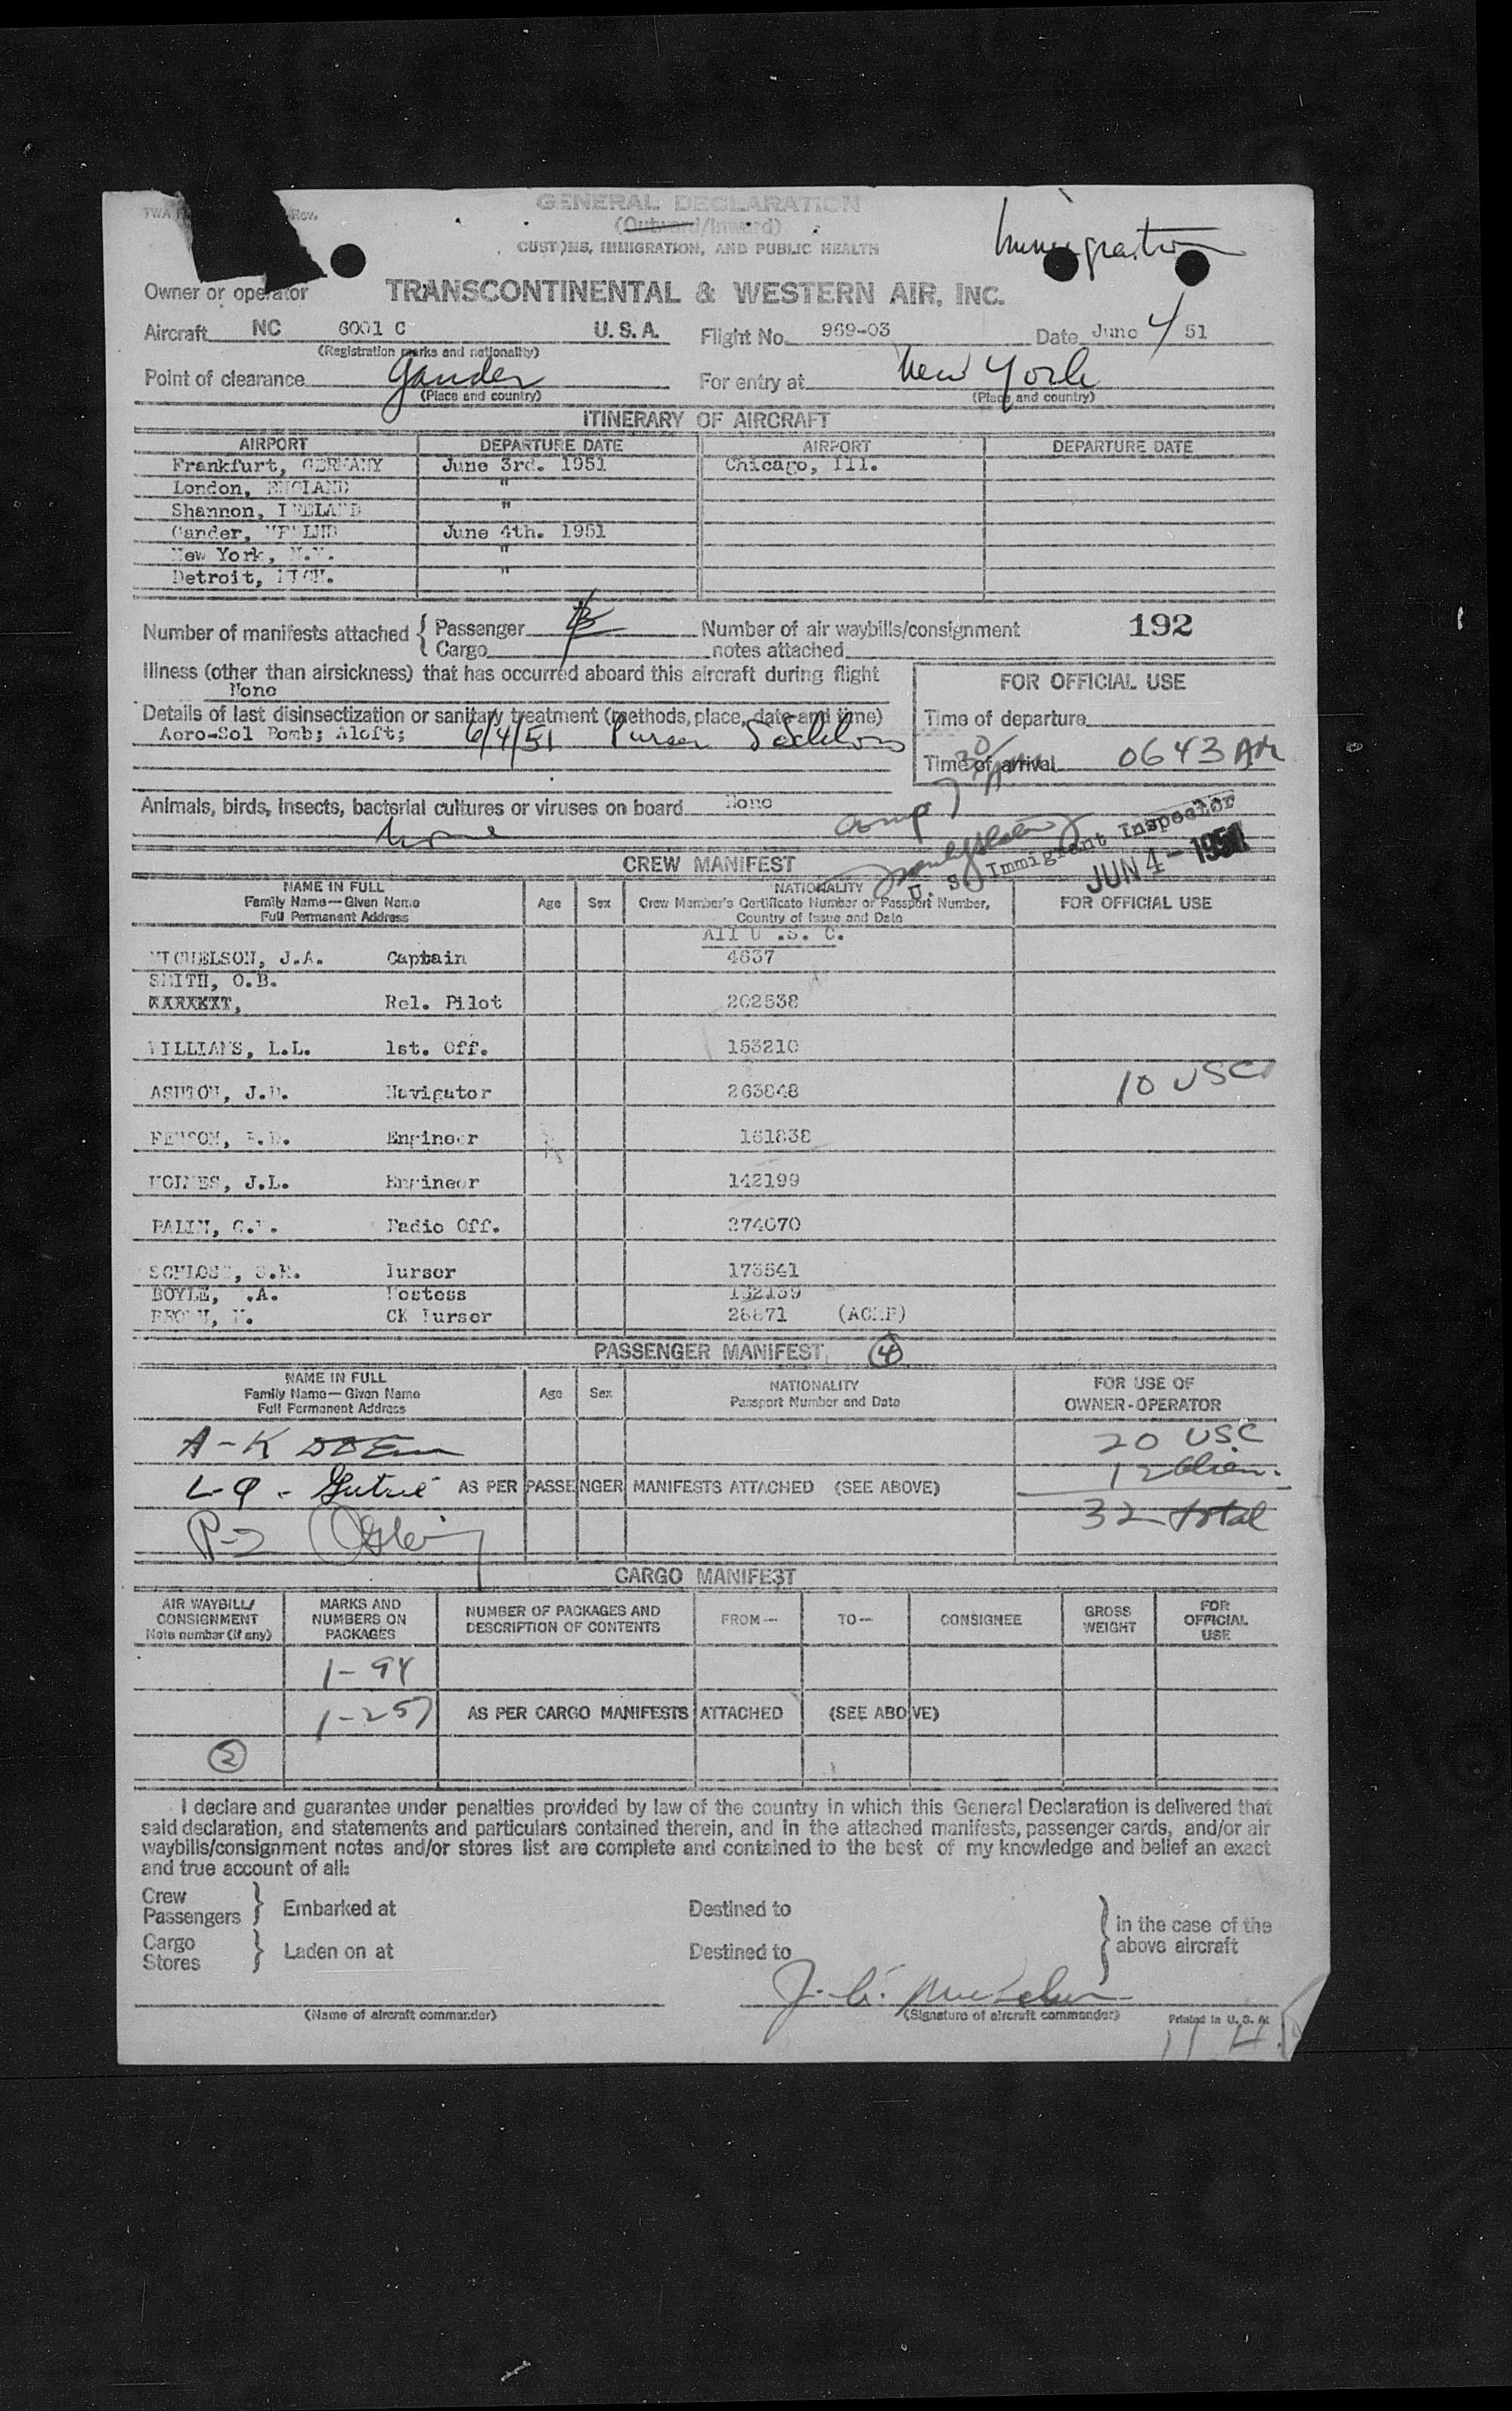 GENERAL DECLARATION
(Outward/Inward)
CUSTOMS, IMMIGRATION, AND PUBLIC HEALTH
TWA Rev.
Immigration
Owner or operator TRANSCONTINENTAL & WESTERN AIR, INC.
Aircraft NC 6001 C U.S.A. Flight No. 969-03 Date June 4/51
(Registration marks and nationality)
Point of clearance Gander For entry at New York
(Place and country) (Place and country)
ITINERARY OF AIRCRAFT
AIRPORT DEPARTURE DATE AIRPORT DEPARTURE DATE
Frankfurt, GERMANY June 3rd. 1951 Chicago, Ill.
London, ENGLAND "
Shannon, IRELAND "
Gander, June 4th. 1951
New York, N.Y. "
Detroit, MICH. "
Number of manifests attached { Passenger Number of air waybills/consignment 192
Cargo notes attached
Illness (other than airsickness) that has occurred aboard this aircraft during flight
None
FOR OFFICIAL USE
Details of last disinsectization or sanitary treatment (methods, place, date and time)
Aero-Sol Bomb; Aloft; 6/4/51 Purser
Time of departure
Time of arrival 0643 AM
Animals, birds, insects, bacterial cultures or viruses on board None
None
Comp
U. S. Immigrant Inspector
JUN 4 - 1951
CREW MANIFEST
NAME IN FULL
Family Name—Given Name
Full Permanent Address
Age Sex
NATIONALITY
Crew Member's Certificate Number or Passport Number,
Country of Issue and Date
FOR OFFICIAL USE
All U .S. C.
MICHELSON, J.A. Captain 4637
SMITH, O.B.
Rel. Pilot 202538
WILLIAMS, L.L. 1st. Off. 153210
ASHTON, J. Navigator 263848
10 USC
Engineer 161838
J.L. Engineer 142199
Radio Off. 274070
Purser 173541
BOYLE, .A. Hostess 132139
CK Purser 28871
PASSENGER MANIFEST 4
NAME IN FULL
Family Name—Given Name
Full Permanent Address
Age Sex
NATIONALITY
Passport Number and Date
FOR USE OF
OWNER-OPERATOR
A-K 20 USC
L-O - AS PER PASSENGER MANIFESTS ATTACHED (SEE ABOVE) 12 Alien.
P-Z 32 total
CARGO MANIFEST
AIR WAYBILL/
CONSIGNMENT
Note number (if any)
MARKS AND
NUMBERS ON
PACKAGES
NUMBER OF PACKAGES AND
DESCRIPTION OF CONTENTS
FROM— TO— CONSIGNEE
GROSS
WEIGHT
FOR
OFFICIAL
USE
1-94
1-257 AS PER CARGO MANIFESTS ATTACHED (SEE ABOVE)
2
I declare and guarantee under penalties provided by law of the country in which this General Declaration is delivered that
said declaration, and statements and particulars contained therein, and in the attached manifests, passenger cards, and/or air
waybills/consignment notes and/or stores list are complete and contained to the best of my knowledge and belief an exact
and true account of all:
Crew
Passengers } Embarked at Destined to
Cargo
Stores } Laden on at Destined to
} in the case of the
above aircraft
(Name of aircraft commander) (Signature of aircraft commander) Printed in U. S. A.